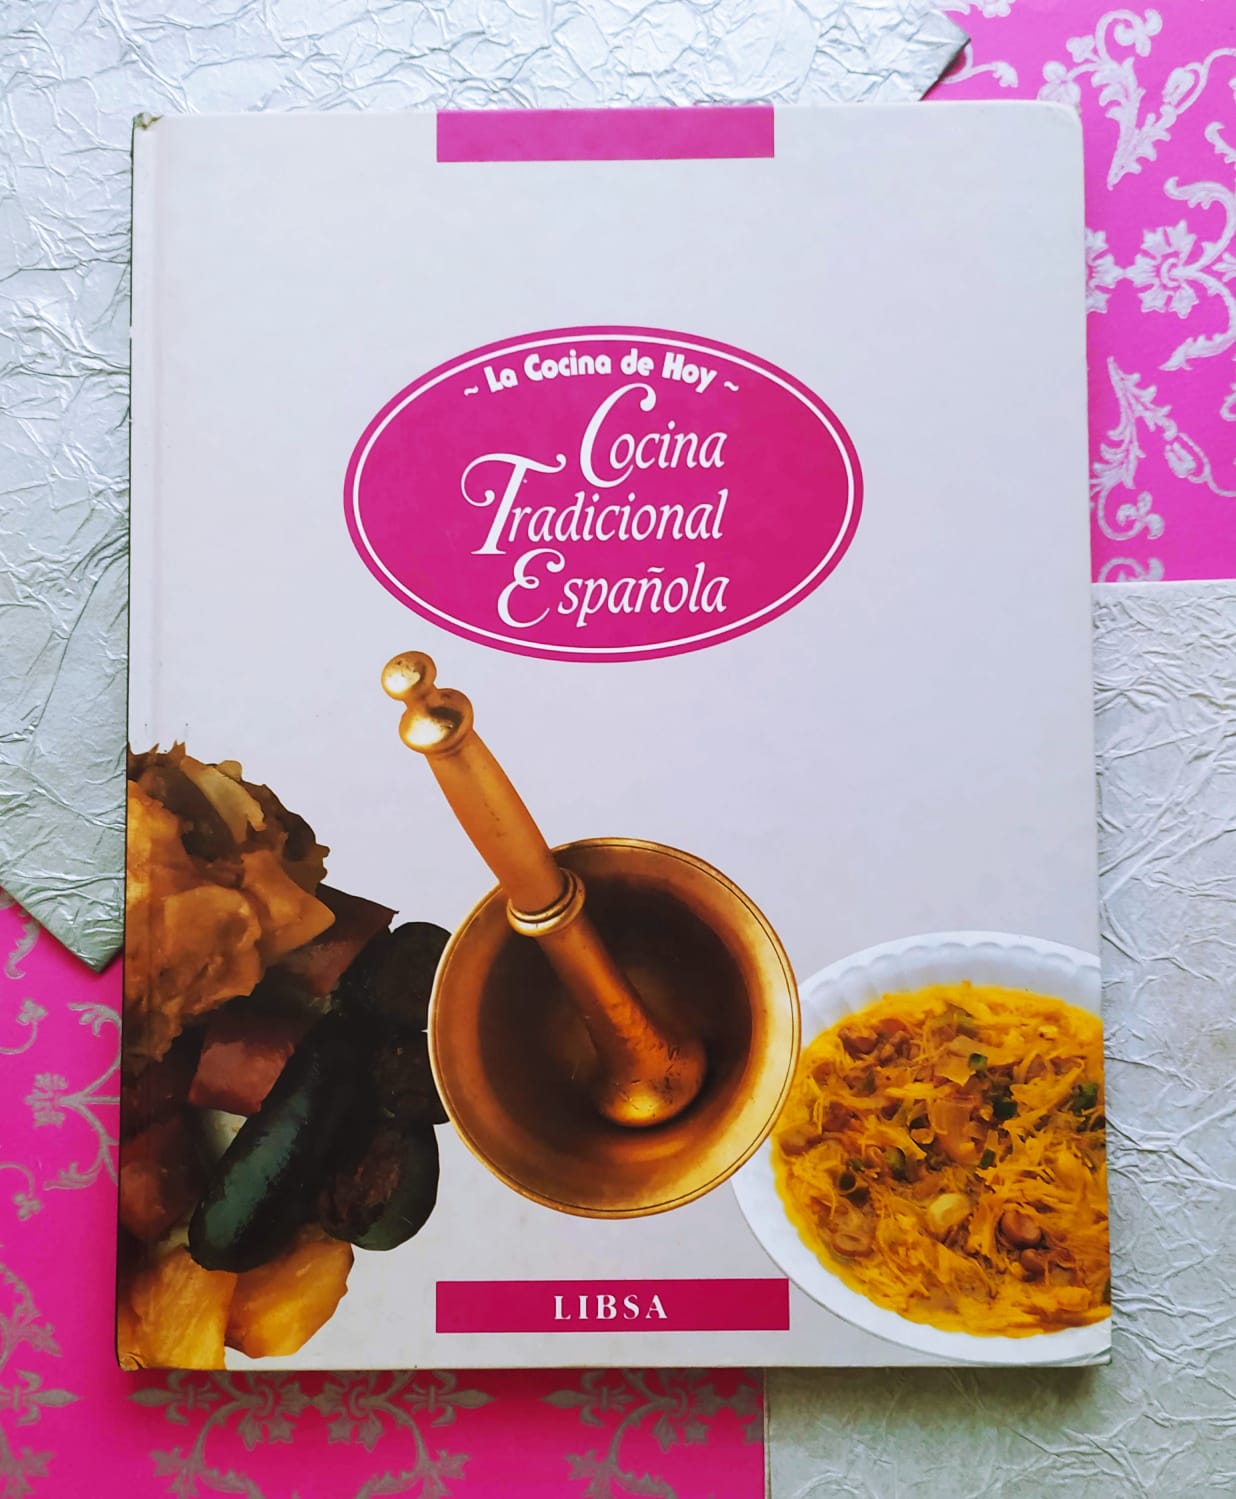 ~ La Cocina de Hoy ~
Cocina
Tradicional
Española
LIBSA